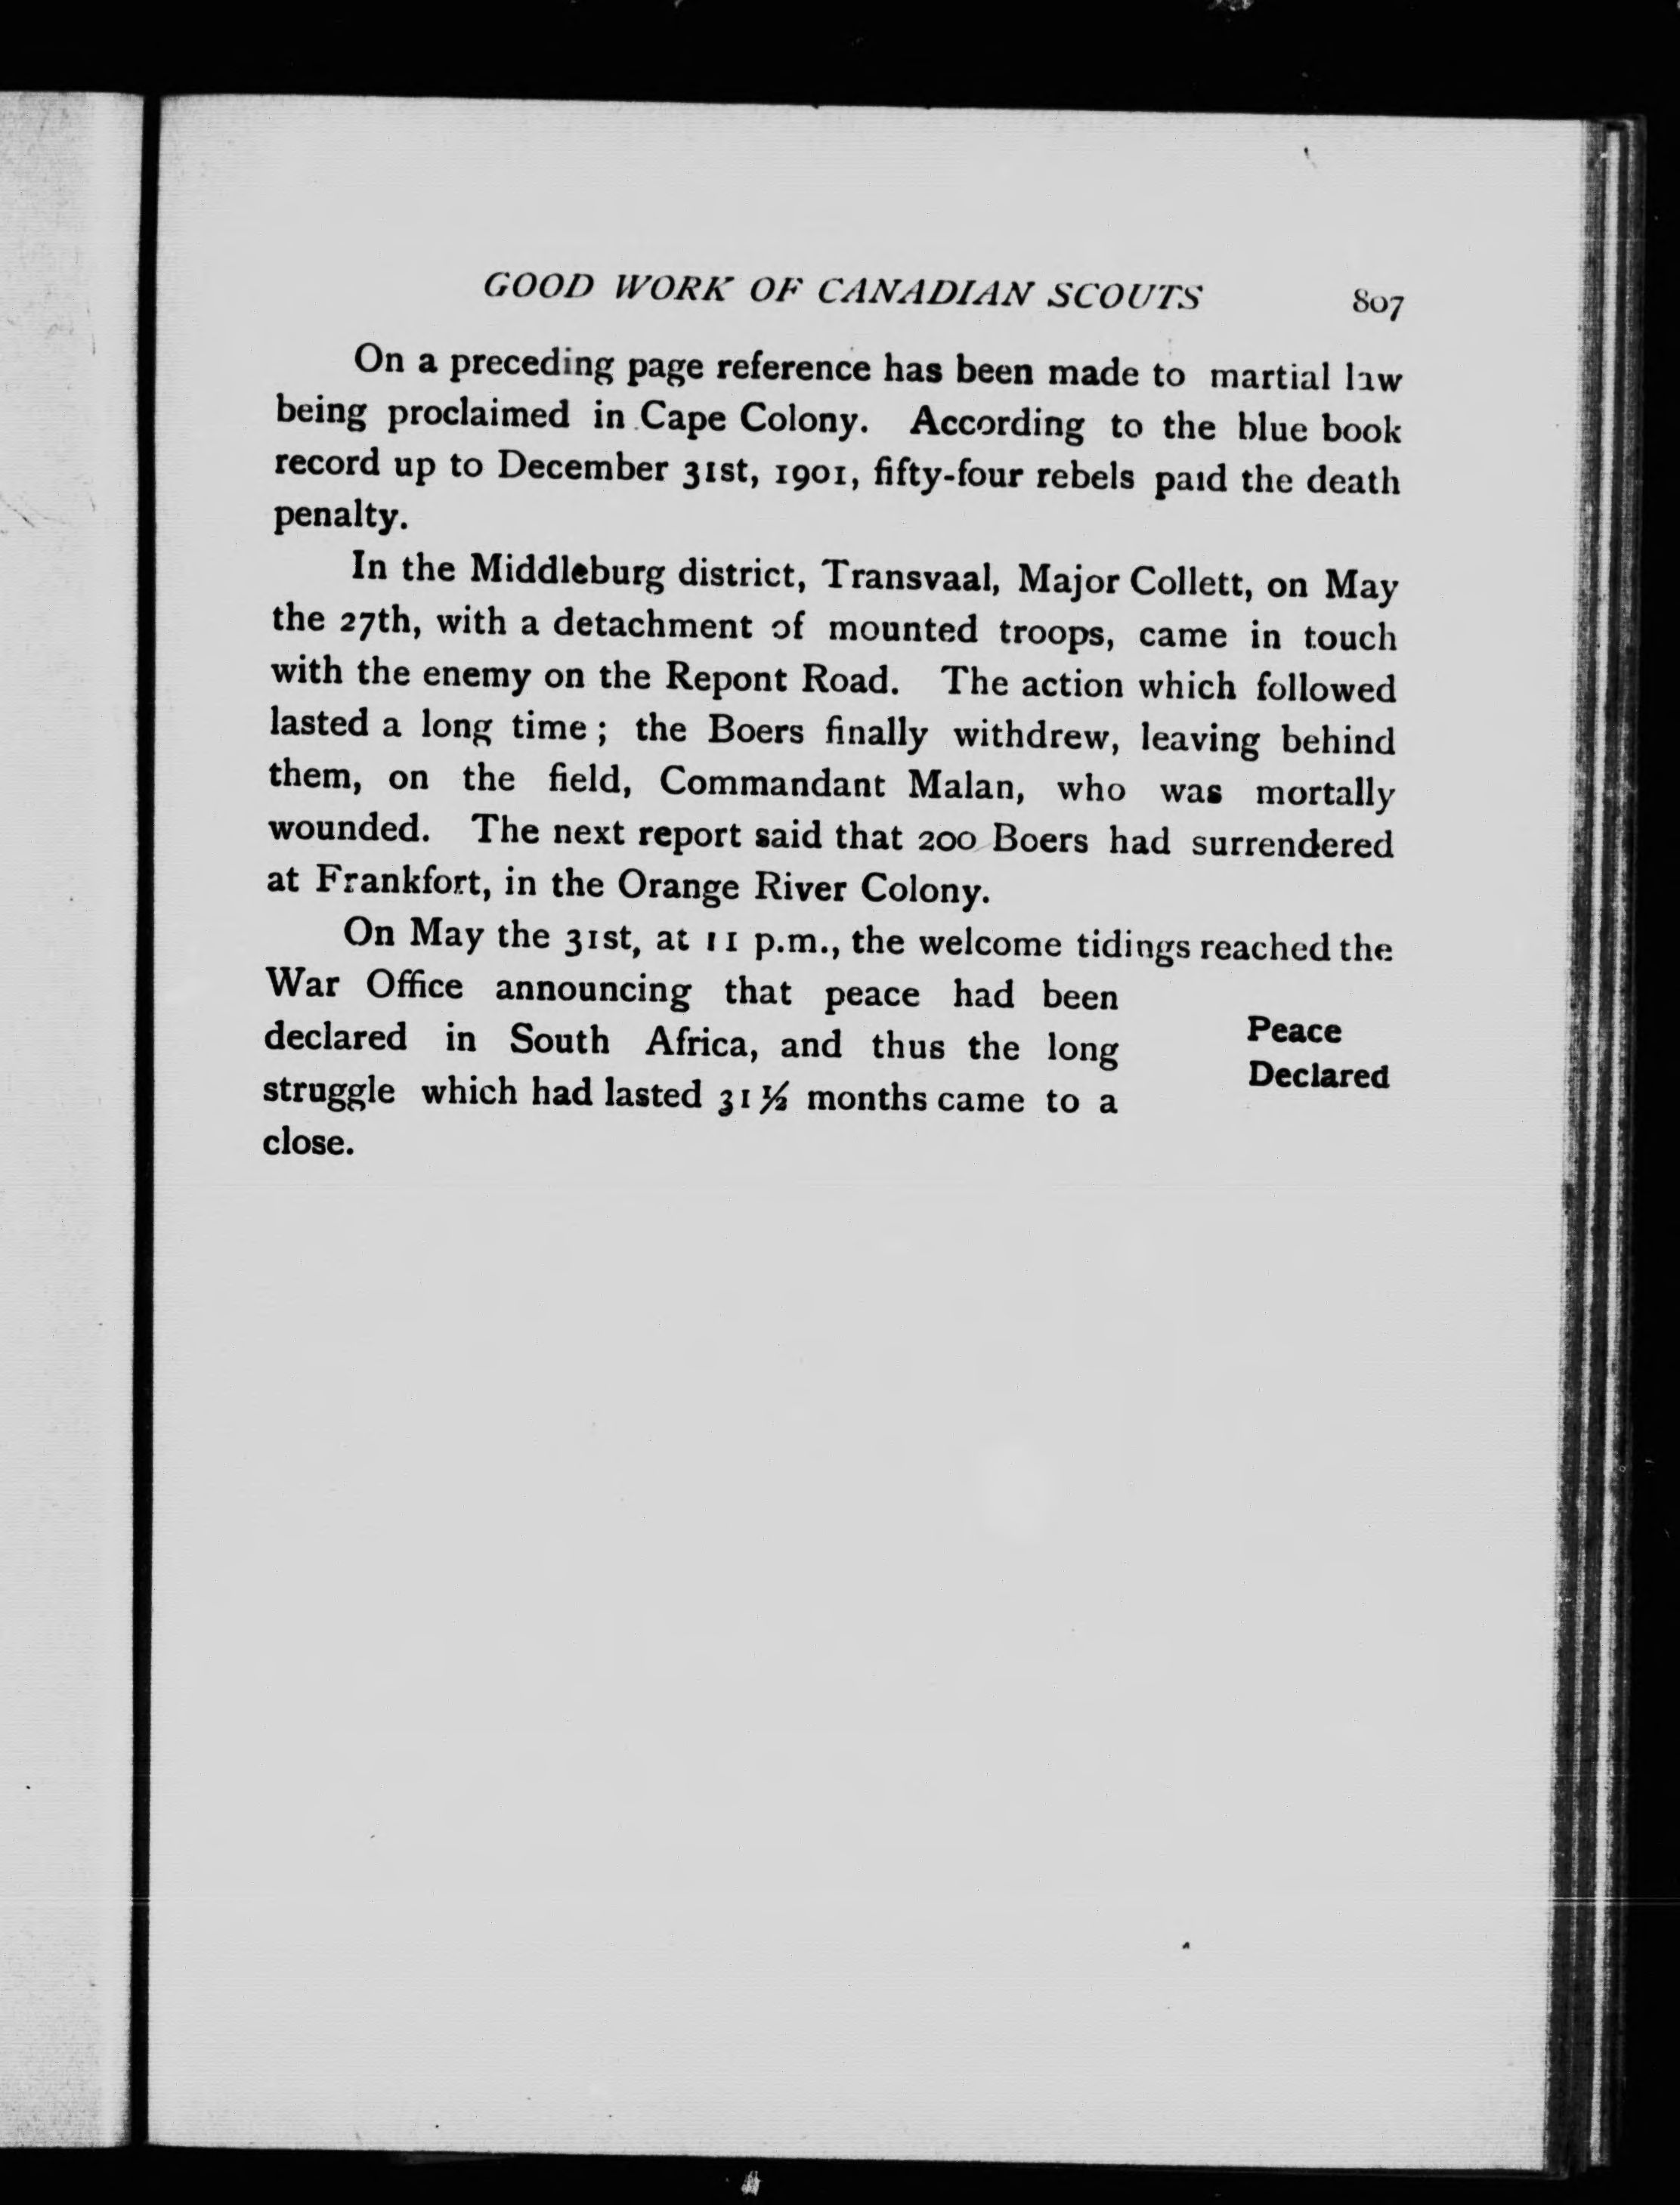 GOOD WORK OF CANADIAN SCOUTS 807
On a preceding page reference has been made to martial law
being proclaimed in Cape Colony. According to the blue book
record up to December 31st, 1901, fifty-four rebels paid the death
penalty.
In the Middleburg district, Transvaal, Major Collett, on May
the 27th, with a detachment of mounted troops, came in touch
with the enemy on the Repont Road. The action which followed
lasted a long time; the Boers finally withdrew, leaving behind
them, on the field, Commandant Malan, who was mortally
wounded. The next report said that 200 Boers had surrendered
at Frankfort, in the Orange River Colony.
On May the 31st, at 11 p.m., the welcome tidings reached the
War Office announcing that peace had been
declared in South Africa, and thus the long
struggle which had lasted 31½ months came to a
close.
Peace
Declared